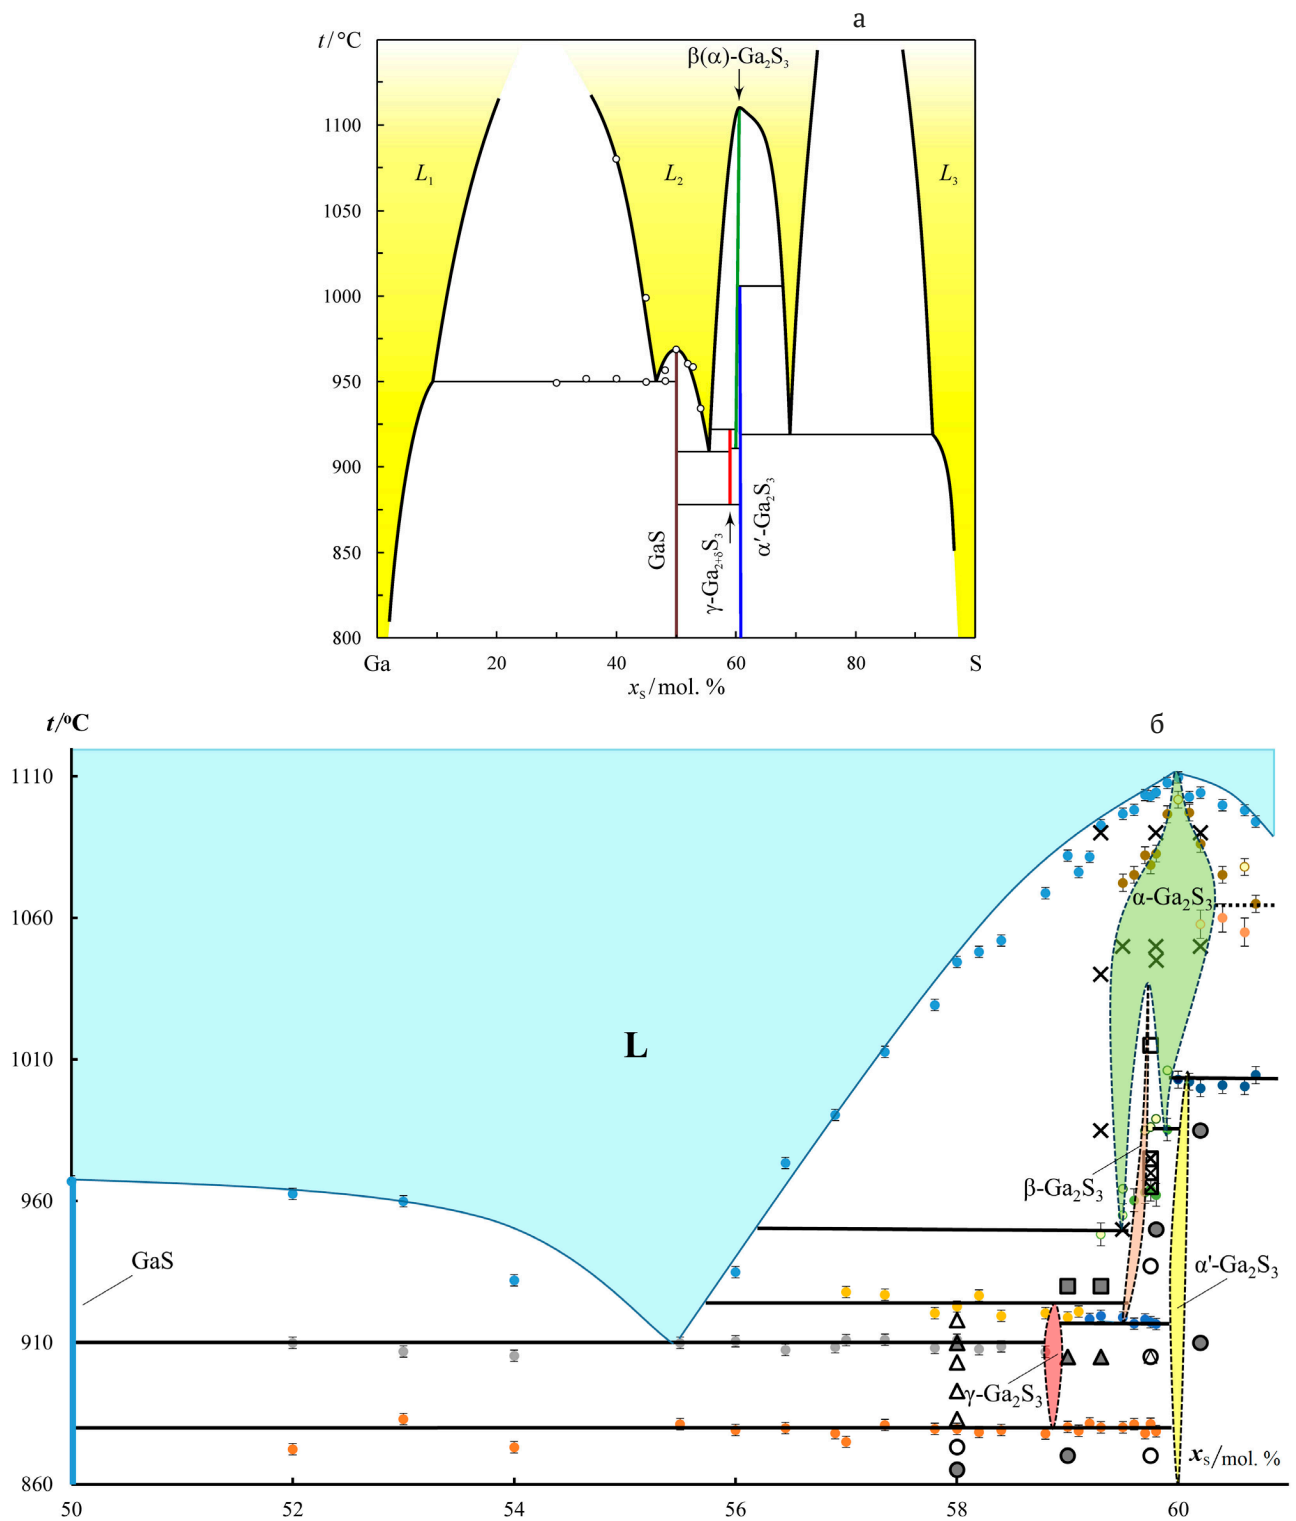 а
t/°C
β(α)-Ga₂S₃
1100
L₁
L₂
L₃
1050
1000
950
900
850
800
GaS
γ-Ga₂₊δS₃
α′-Ga₂S₃
Ga
20
40
60
80
S
xₛ/mol. %
б
t/°C
1110
1060
1010
960
910
860
L
α-Ga₂S₃
β-Ga₂S₃
GaS
α'-Ga₂S₃
γ-Ga₂S₃
xₛ/mol. %
50
52
54
56
58
60